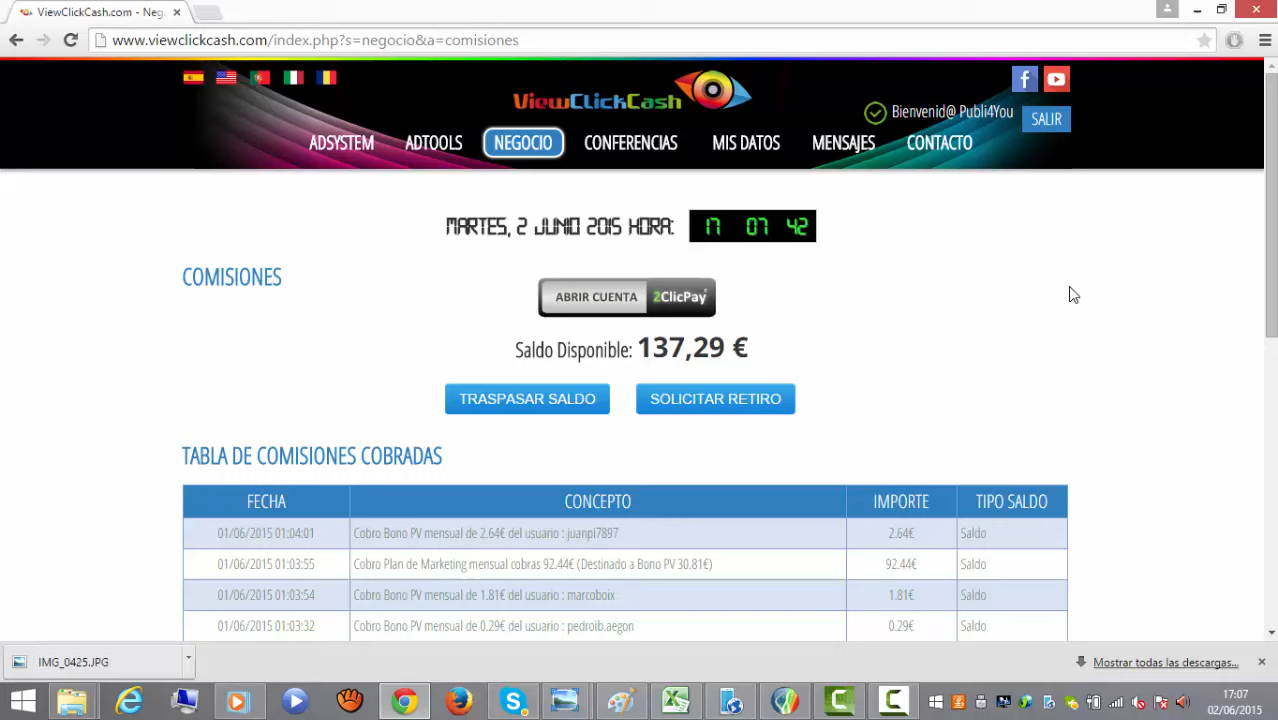 ViewClickCash.com - Neg
www.viewclickcash.com/index.php?s=negocio&a=comisiones
ViewClickCash
Bienvenid@ Publi4You
SALIR
ADSYSTEM ADTOOLS NEGOCIO CONFERENCIAS MIS DATOS MENSAJES CONTACTO
MARTES, 2 JUNIO 2015 HORA: 17 07 42
COMISIONES
ABRIR CUENTA 2ClicPay
Saldo Disponible: 137,29 €
TRASPASAR SALDO SOLICITAR RETIRO
TABLA DE COMISIONES COBRADAS
FECHA CONCEPTO IMPORTE TIPO SALDO
01/06/2015 01:04:01 Cobro Bono PV mensual de 2.64€ del usuario : juanpi7897 2.64€ Saldo
01/06/2015 01:03:55 Cobro Plan de Marketing mensual cobras 92.44€ (Destinado a Bono PV 30.81€) 92.44€ Saldo
01/06/2015 01:03:54 Cobro Bono PV mensual de 1.81€ del usuario : marcoboix 1.81€ Saldo
01/06/2015 01:03:32 Cobro Bono PV mensual de 0.29€ del usuario : pedroib.aegon 0.29€ Saldo
IMG_0425.JPG
Mostrar todas las descargas...
17:07
02/06/2015